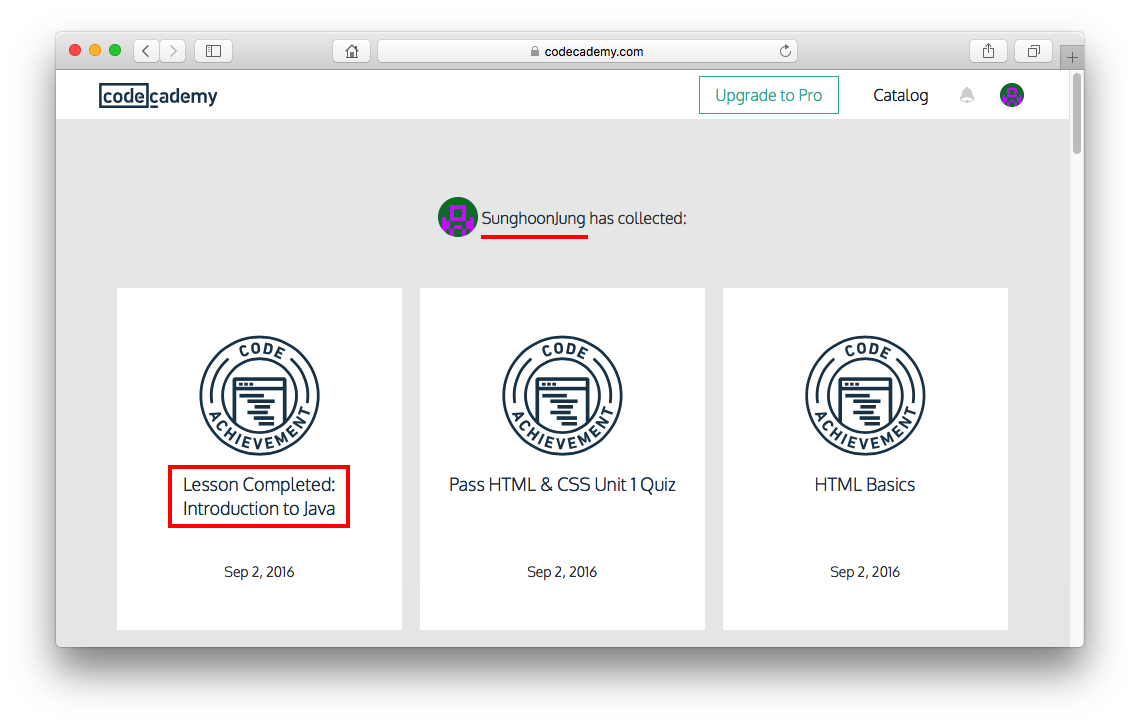 codecademy.com
codecademy
Upgrade to Pro
Catalog
SunghoonJung has collected:
CODE
ACHIEVEMENT
Lesson Completed:
Introduction to Java
Sep 2, 2016
CODE
ACHIEVEMENT
Pass HTML & CSS Unit 1 Quiz
Sep 2, 2016
CODE
ACHIEVEMENT
HTML Basics
Sep 2, 2016